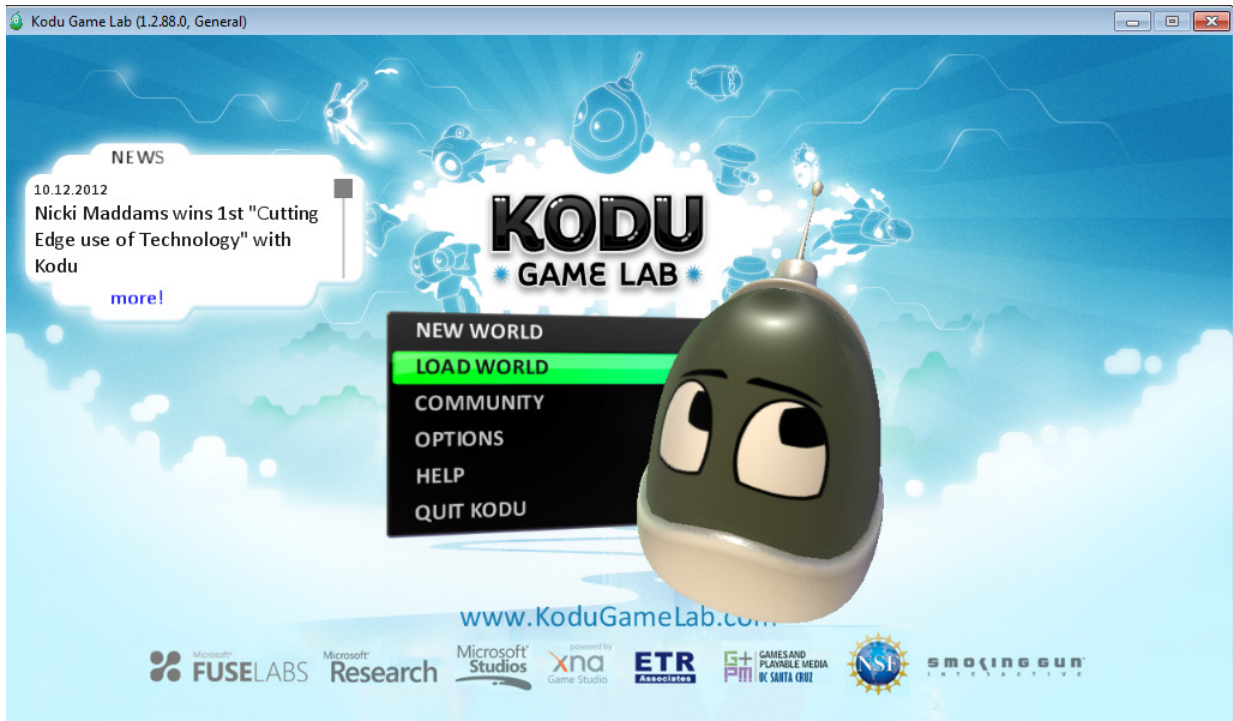 Kodu Game Lab (1.2.88.0, General)
NEWS
10.12.2012
Nicki Maddams wins 1st "Cutting
Edge use of Technology" with
Kodu
more!
KODU
GAME LAB
NEW WORLD
LOAD WORLD
COMMUNITY
OPTIONS
HELP
QUIT KODU
www.KoduGameLab.com
Microsoft
FUSELABS
Microsoft
Research
Microsoft
Studios
powered by
xna
Game Studio
ETR
Associates
G+
PM
GAMES AND
PLAYABLE MEDIA
UC SANTA CRUZ
NSF
SMOKING GUN
INTERACTIVE